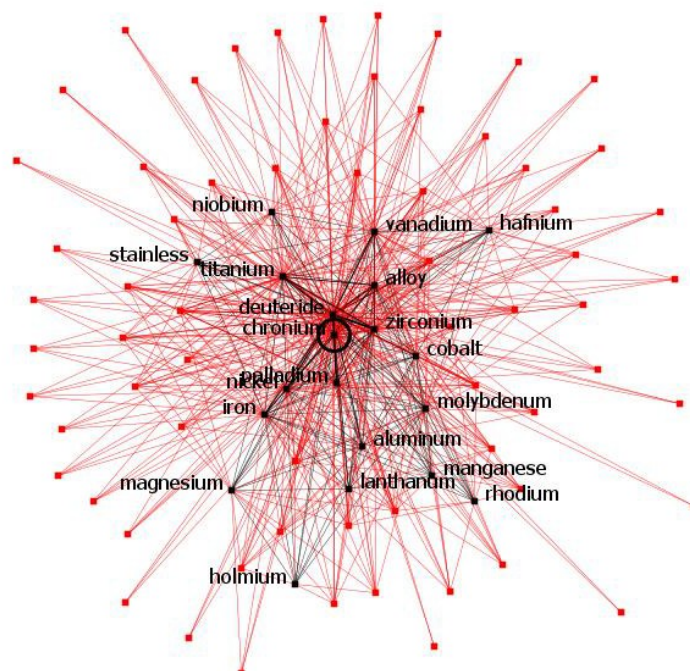 niobium
vanadium
hafnium
stainless
titanium
alloy
deuteride
chronium
zirconium
cobalt
palladium
nickel
iron
molybdenum
aluminum
magnesium
lanthanum
manganese
rhodium
holmium